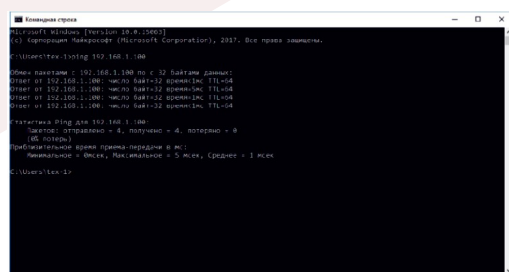 Командная строка
Microsoft Windows [Version 10.0.15063]
(c) Корпорация Майкрософт (Microsoft Corporation), 2017. Все права защищены.
C:\Users\tex-1>ping 192.168.1.100
Обмен пакетами с 192.168.1.100 по с 32 байтами данных:
Ответ от 192.168.1.100: число байт=32 время<1мс TTL=64
Ответ от 192.168.1.100: число байт=32 время=5мс TTL=64
Ответ от 192.168.1.100: число байт=32 время<1мс TTL=64
Ответ от 192.168.1.100: число байт=32 время<1мс TTL=64
Статистика Ping для 192.168.1.100:
Пакетов: отправлено = 4, получено = 4, потеряно = 0
(0% потерь)
Приблизительное время приема-передачи в мс:
Минимальное = 0мсек, Максимальное = 5 мсек, Среднее = 1 мсек
C:\Users\tex-1>